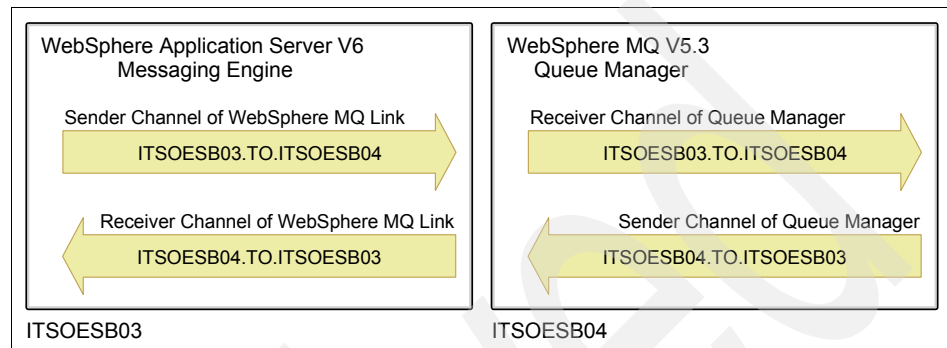 WebSphere Application Server V6
Messaging Engine
Sender Channel of WebSphere MQ Link
ITSOESB03.TO.ITSOESB04
Receiver Channel of WebSphere MQ Link
ITSOESB04.TO.ITSOESB03
ITSOESB03
WebSphere MQ V5.3
Queue Manager
Receiver Channel of Queue Manager
ITSOESB03.TO.ITSOESB04
Sender Channel of Queue Manager
ITSOESB04.TO.ITSOESB03
ITSOESB04